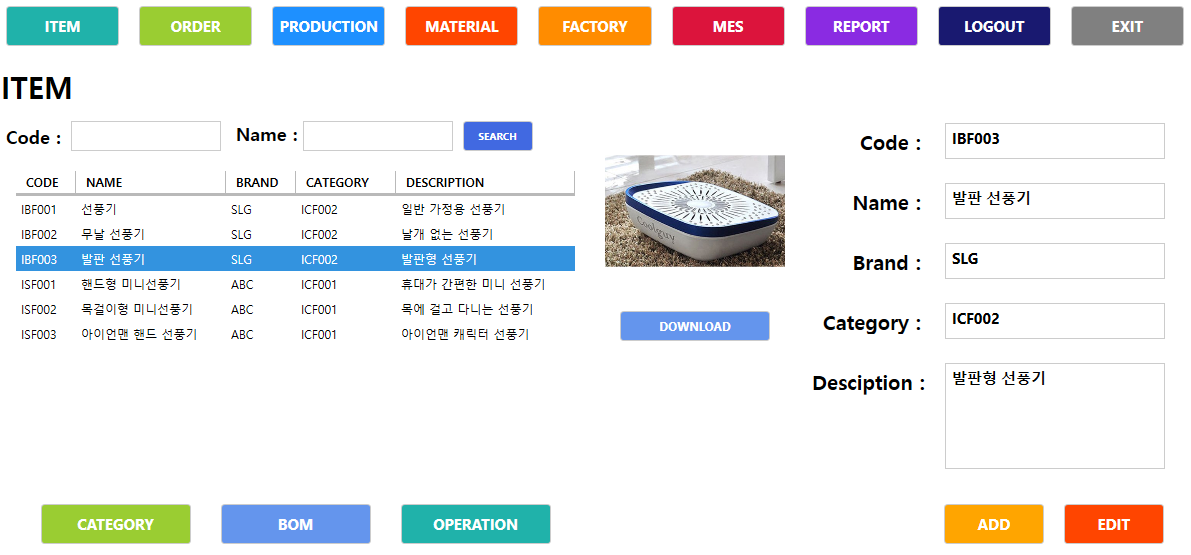 ITEM ORDER PRODUCTION MATERIAL FACTORY MES REPORT LOGOUT EXIT
ITEM
Code : Name : SEARCH
CODE NAME BRAND CATEGORY DESCRIPTION
IBF001 선풍기 SLG ICF002 일반 가정용 선풍기
IBF002 무날 선풍기 SLG ICF002 날개 없는 선풍기
IBF003 발판 선풍기 SLG ICF002 발판형 선풍기
ISF001 핸드형 미니선풍기 ABC ICF001 휴대가 간편한 미니 선풍기
ISF002 목걸이형 미니선풍기 ABC ICF001 목에 걸고 다니는 선풍기
ISF003 아이언맨 핸드 선풍기 ABC ICF001 아이언맨 캐릭터 선풍기
Coolguy
DOWNLOAD
Code : IBF003
Name : 발판 선풍기
Brand : SLG
Category : ICF002
Desciption : 발판형 선풍기
CATEGORY BOM OPERATION ADD EDIT